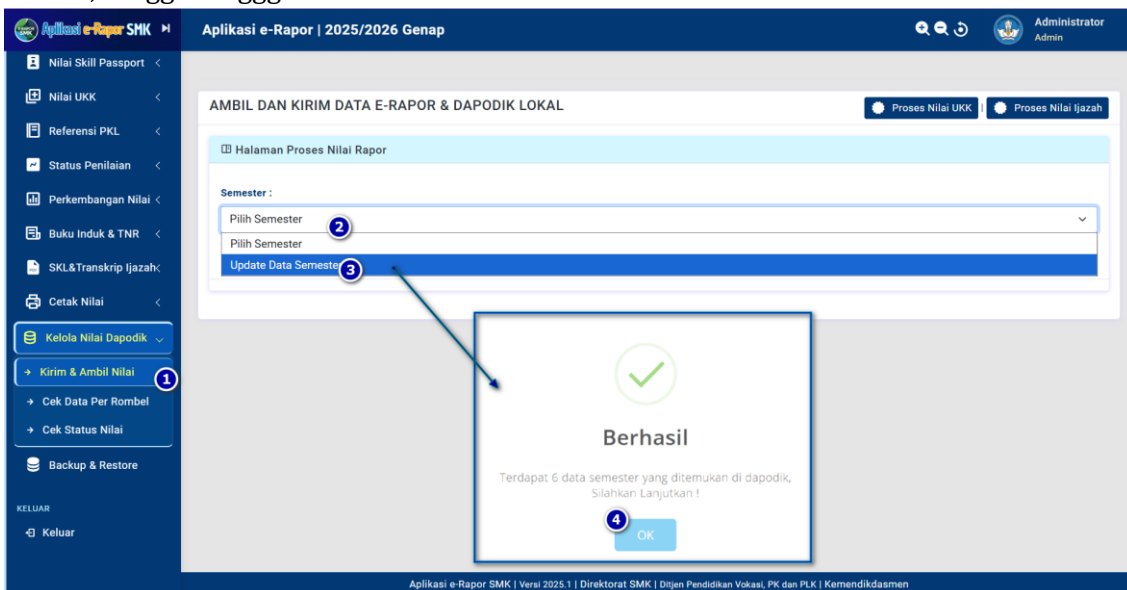 Aplikasi e-Rapor SMK
Aplikasi e-Rapor | 2025/2026 Genap
Administrator
Admin
Nilai Skill Passport
Nilai UKK
Referensi PKL
Status Penilaian
Perkembangan Nilai
Buku Induk & TNR
SKL&Transkrip Ijazah
Cetak Nilai
Kelola Nilai Dapodik
Kirim & Ambil Nilai
1
Cek Data Per Rombel
Cek Status Nilai
Backup & Restore
KELUAR
Keluar
AMBIL DAN KIRIM DATA E-RAPOR & DAPODIK LOKAL
Proses Nilai UKK | Proses Nilai Ijazah
Halaman Proses Nilai Rapor
Semester :
Pilih Semester
2
Pilih Semester
Update Data Semester
3
Berhasil
Terdapat 6 data semester yang ditemukan di dapodik,
Silahkan Lanjutkan !
4
OK
Aplikasi e-Rapor SMK | Versi 2025.1 | Direktorat SMK | Ditjen Pendidikan Vokasi, PK dan PLK | Kemendikdasmen